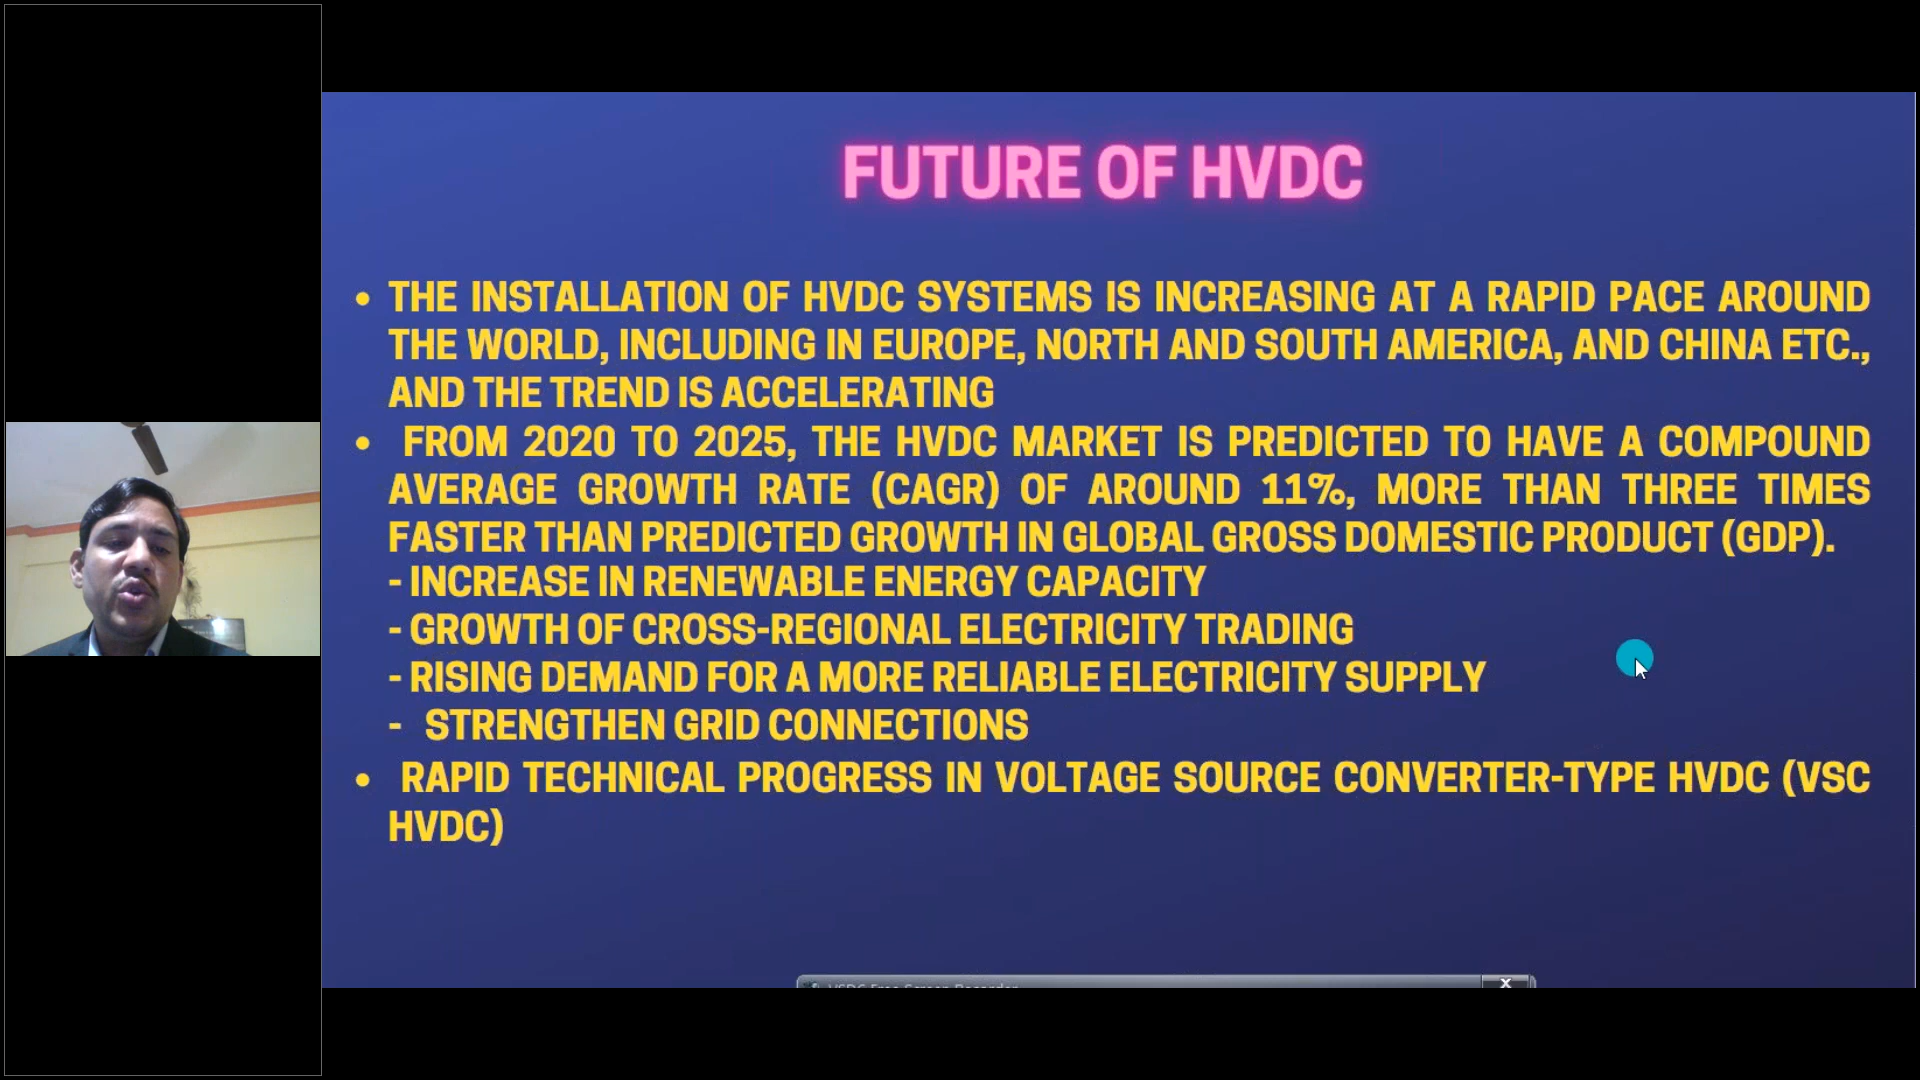 FUTURE OF HVDC
• THE INSTALLATION OF HVDC SYSTEMS IS INCREASING AT A RAPID PACE AROUND
THE WORLD, INCLUDING IN EUROPE, NORTH AND SOUTH AMERICA, AND CHINA ETC.,
AND THE TREND IS ACCELERATING
• FROM 2020 TO 2025, THE HVDC MARKET IS PREDICTED TO HAVE A COMPOUND
AVERAGE GROWTH RATE (CAGR) OF AROUND 11%, MORE THAN THREE TIMES
FASTER THAN PREDICTED GROWTH IN GLOBAL GROSS DOMESTIC PRODUCT (GDP).
- INCREASE IN RENEWABLE ENERGY CAPACITY
- GROWTH OF CROSS-REGIONAL ELECTRICITY TRADING
- RISING DEMAND FOR A MORE RELIABLE ELECTRICITY SUPPLY
- STRENGTHEN GRID CONNECTIONS
• RAPID TECHNICAL PROGRESS IN VOLTAGE SOURCE CONVERTER-TYPE HVDC (VSC
HVDC)
VSDC Free Screen Recorder